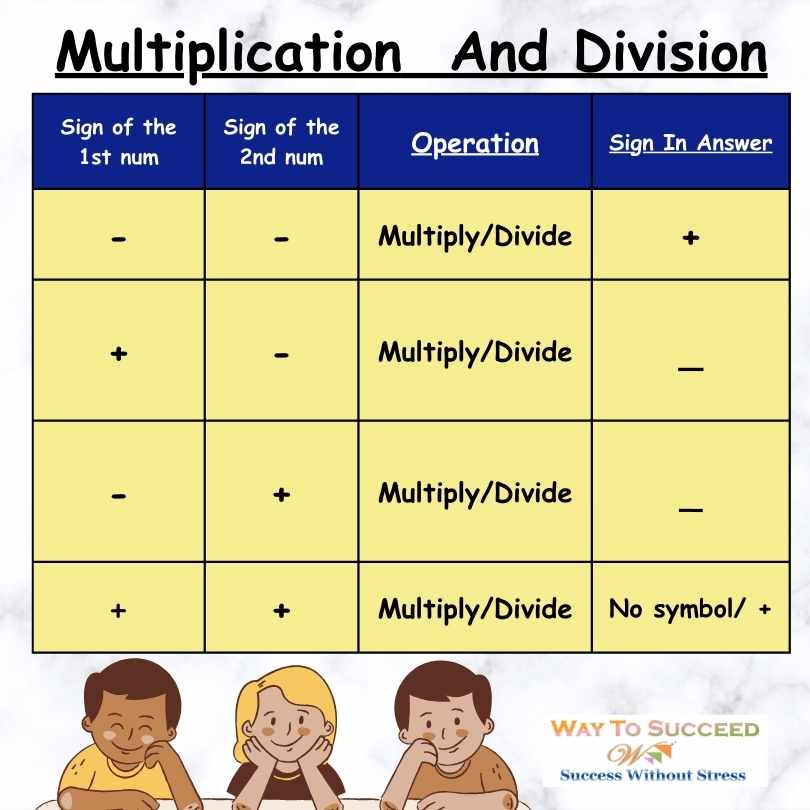 Multiplication And Division
Sign of the 1st num	Sign of the 2nd num	Operation	Sign In Answer
-	-	Multiply/Divide	+
+	-	Multiply/Divide	_
-	+	Multiply/Divide	_
+	+	Multiply/Divide	No symbol/ +
WAY TO SUCCEED
W
Success Without Stress